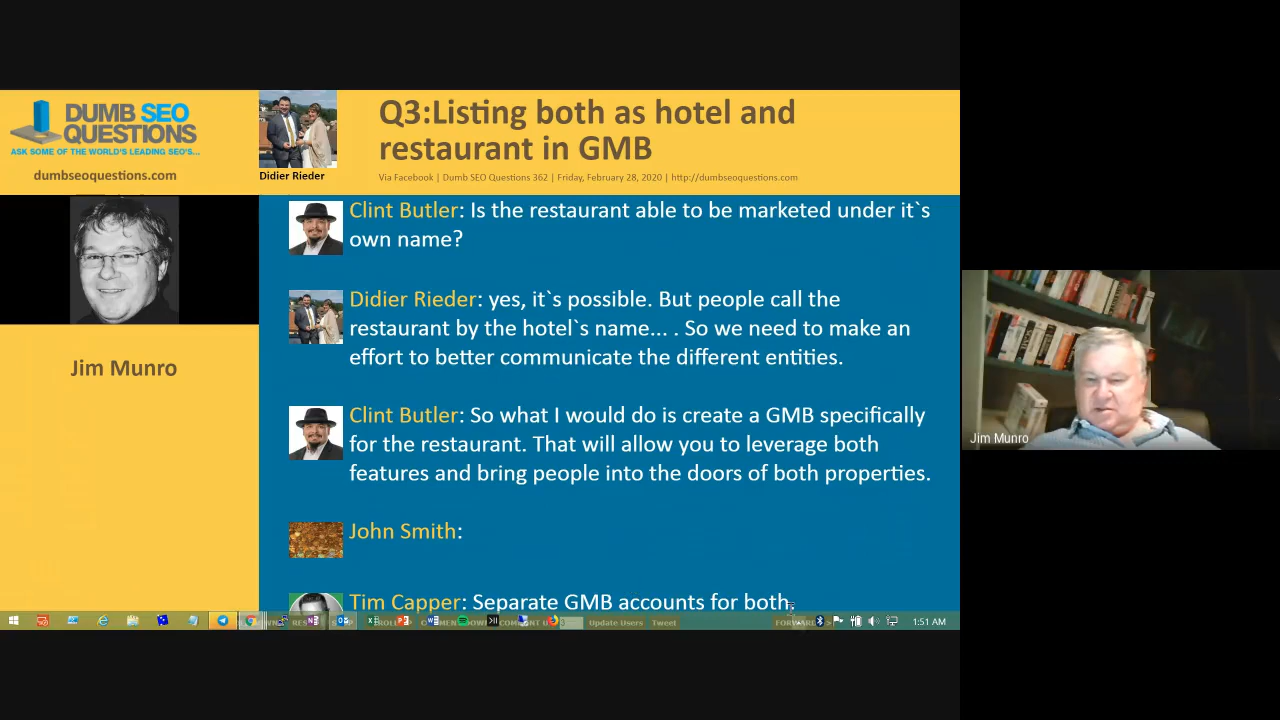 DUMB SEO
QUESTIONS
ASK SOME OF THE WORLD'S LEADING SEO'S...
dumbseoquestions.com
Didier Rieder
Q3:Listing both as hotel and
restaurant in GMB
Via Facebook | Dumb SEO Questions 362 | Friday, February 28, 2020 | http://dumbseoquestions.com
Jim Munro
Clint Butler: Is the restaurant able to be marketed under it`s
own name?
Didier Rieder: yes, it`s possible. But people call the
restaurant by the hotel`s name... . So we need to make an
effort to better communicate the different entities.
Clint Butler: So what I would do is create a GMB specifically
for the restaurant. That will allow you to leverage both
features and bring people into the doors of both properties.
John Smith:
Tim Capper: Separate GMB accounts for both.
Update Users Tweet
1:51 AM
Jim Munro